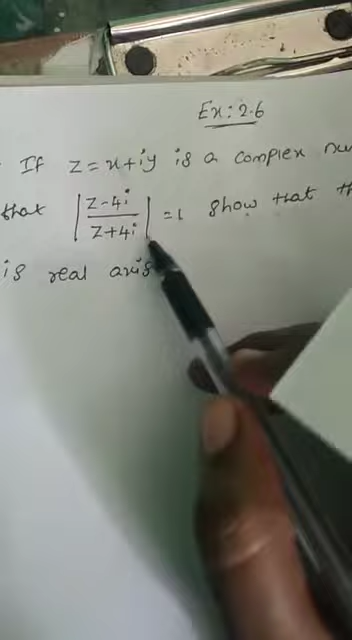 Ex: 2.6
If z = x+iy is a complex
that |z-4i / z+4i| = 1 show that
is real axis